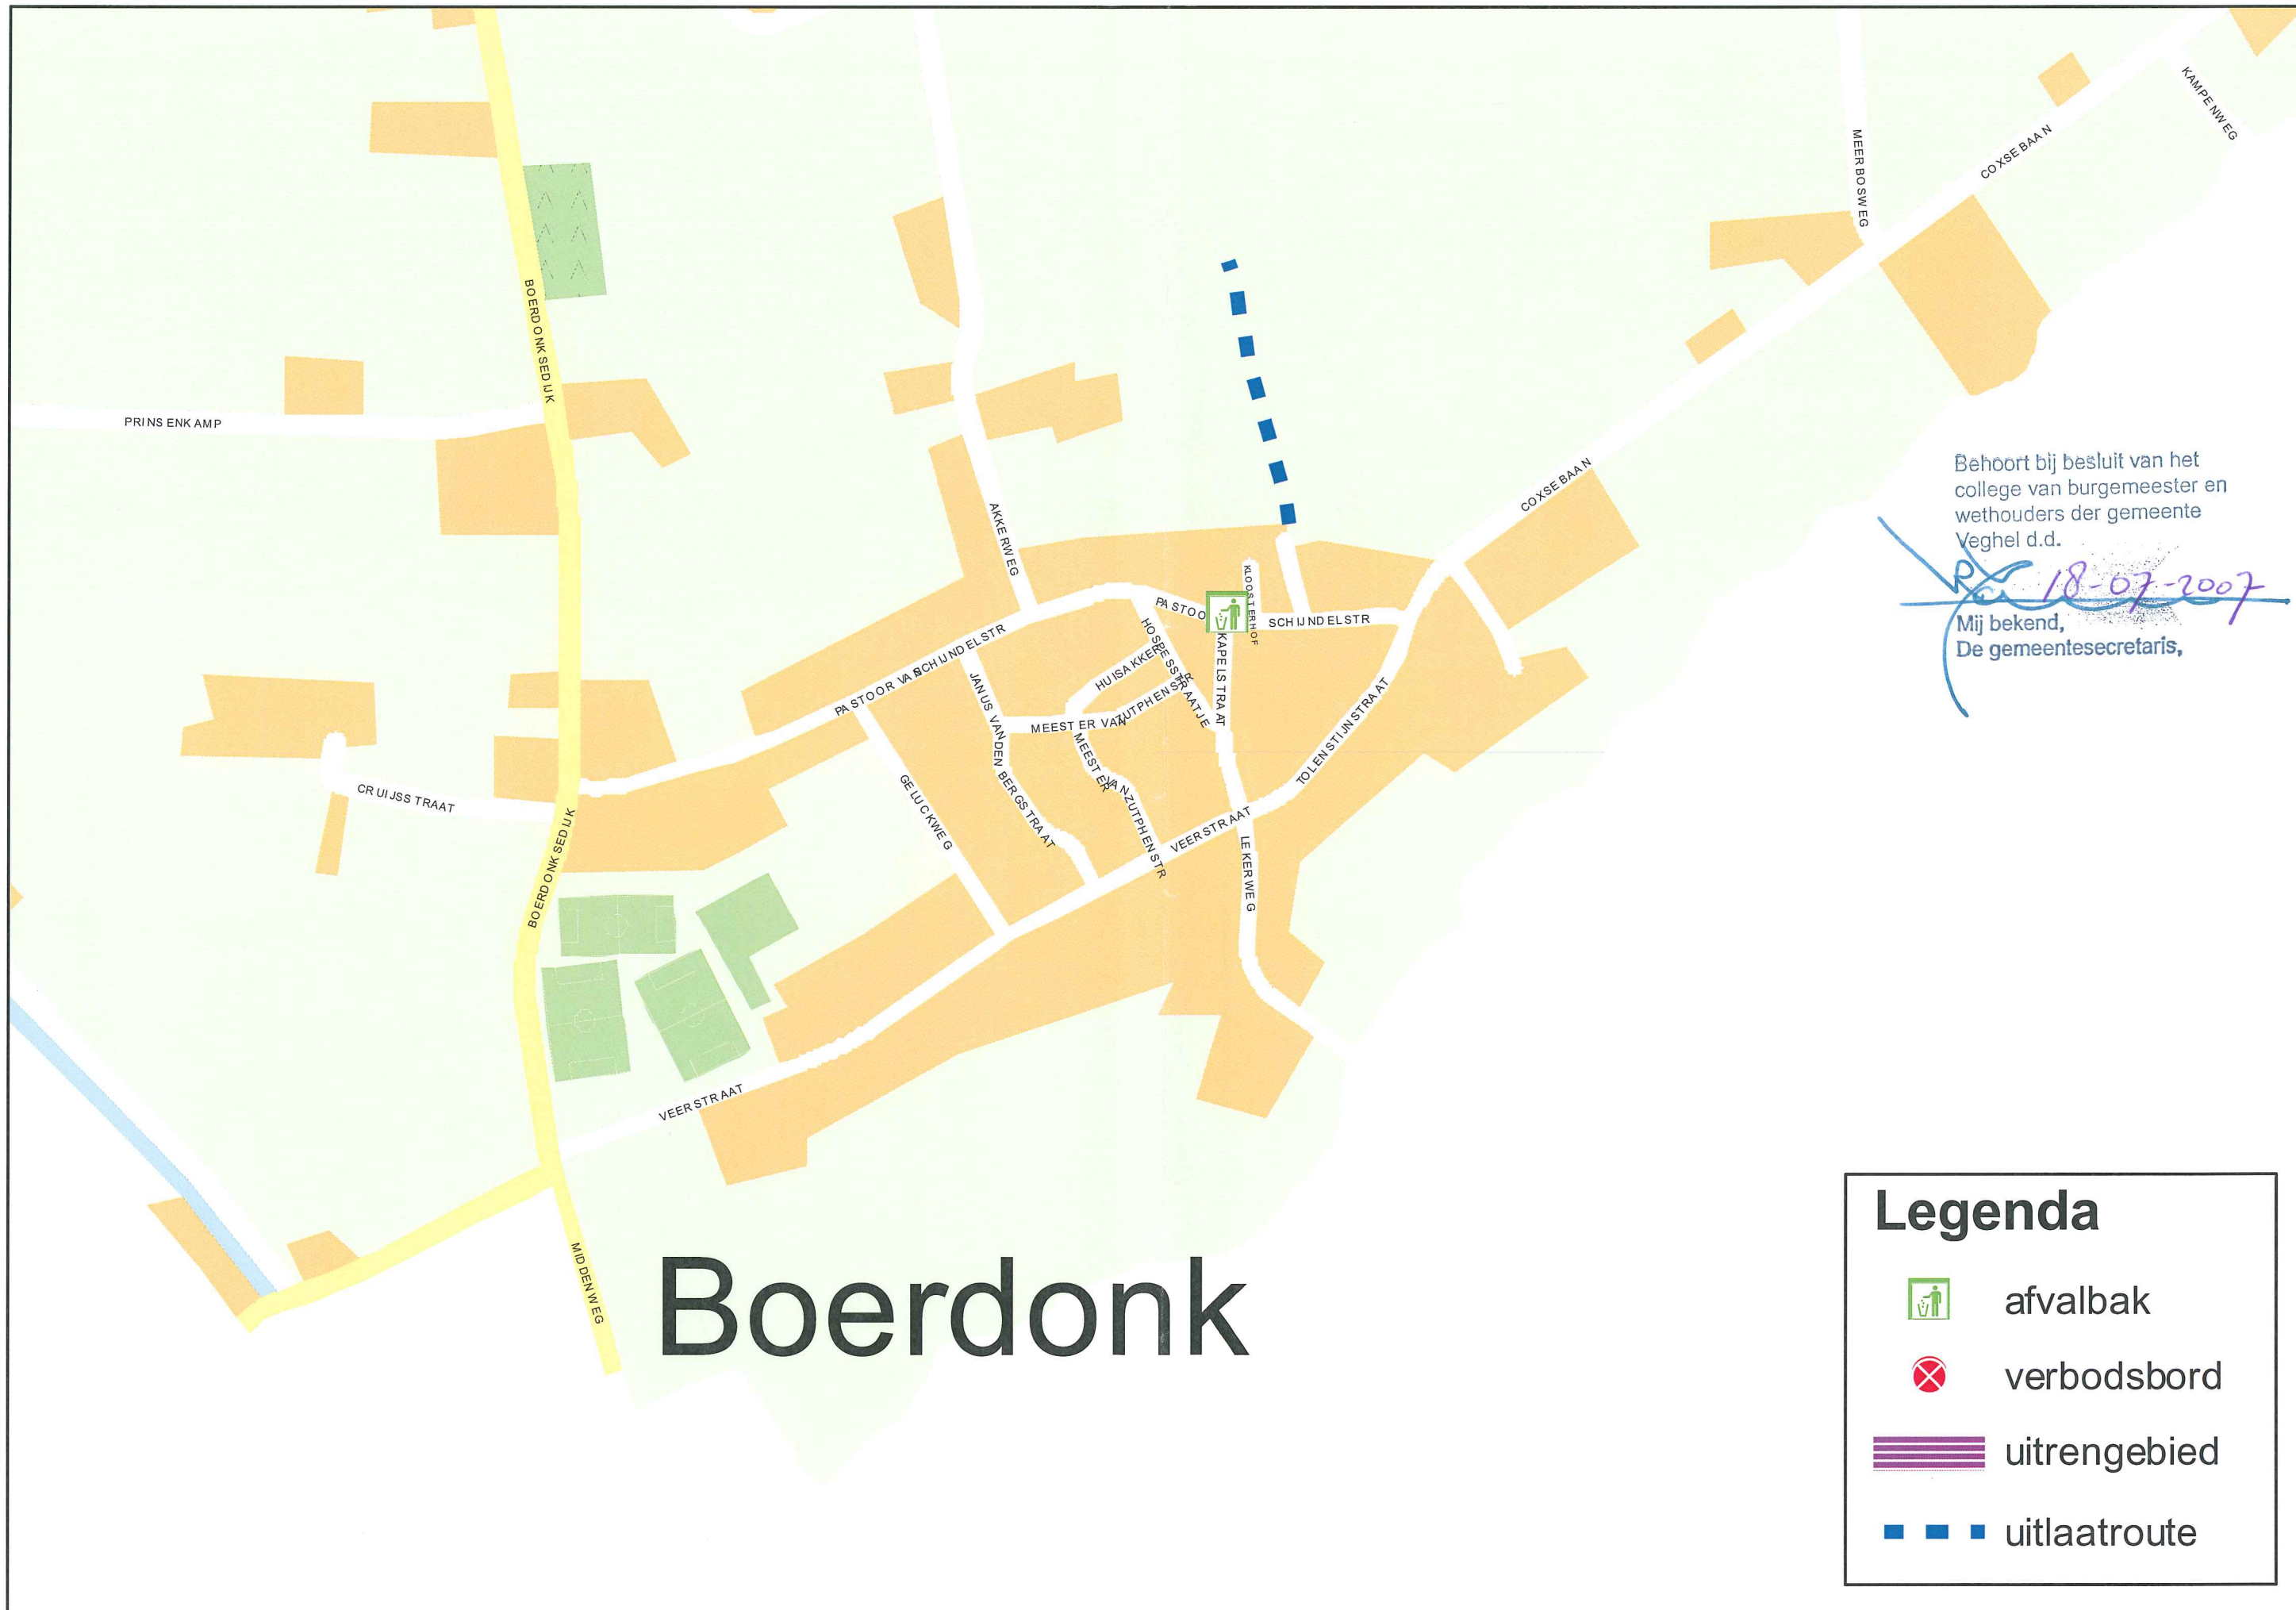 KAMPENWEG
COXSEBAAN
MEERBOSWEG
BOERDONKSEDIJK
PRINSENKAMP
COXSEBAAN
AKKERWEG
Behoort bij besluit van het
college van burgemeester en
wethouders der gemeente
Veghel d.d.
18-07-2007
Mij bekend,
De gemeentesecretaris,
KLOOSTERHOF
PASTOO
SCHIJNDELSTR
HOSPESSTRAATJE
KAPELSTRAAT
PASTOOR VAN
SCHIJNDELSTR
HUISAKKER
JANUS VAN DEN BERGSTRAAT
MEESTER VAN
ZUTPHENSTR
TOLENSTIJNSTRAAT
MEESTER
VAN ZUTPHENSTR
GELUCKWEG
CRUIJSSTRAAT
BOERDONKSEDIJK
VEERSTRAAT
LEKERWEG
VEERSTRAAT
MIDDENWEG
Boerdonk
Legenda
afvalbak
verbodsbord
uitrengebied
uitlaatroute